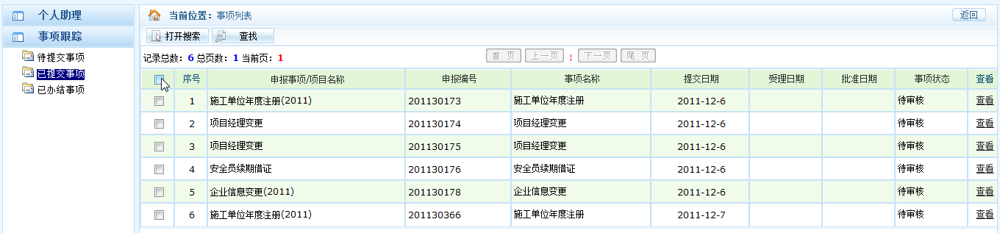 个人助理
事项跟踪
待提交事项
已提交事项
已办结事项
当前位置：事项列表
返回
打开搜索 查找
记录总数：6 总页数：1 当前页：1
首 页 上一页 ¦ 下一页 尾 页
序号 申报事项/项目名称 申报编号 事项名称 提交日期 受理日期 批准日期 事项状态 查看
1 施工单位年度注册(2011) 201130173 施工单位年度注册 2011-12-6 待审核 查看
2 项目经理变更 201130174 项目经理变更 2011-12-6 待审核 查看
3 项目经理变更 201130175 项目经理变更 2011-12-6 待审核 查看
4 安全员续期借证 201130176 安全员续期借证 2011-12-6 待审核 查看
5 企业信息变更(2011) 201130178 企业信息变更 2011-12-6 待审核 查看
6 施工单位年度注册(2011) 201130366 施工单位年度注册 2011-12-7 待审核 查看